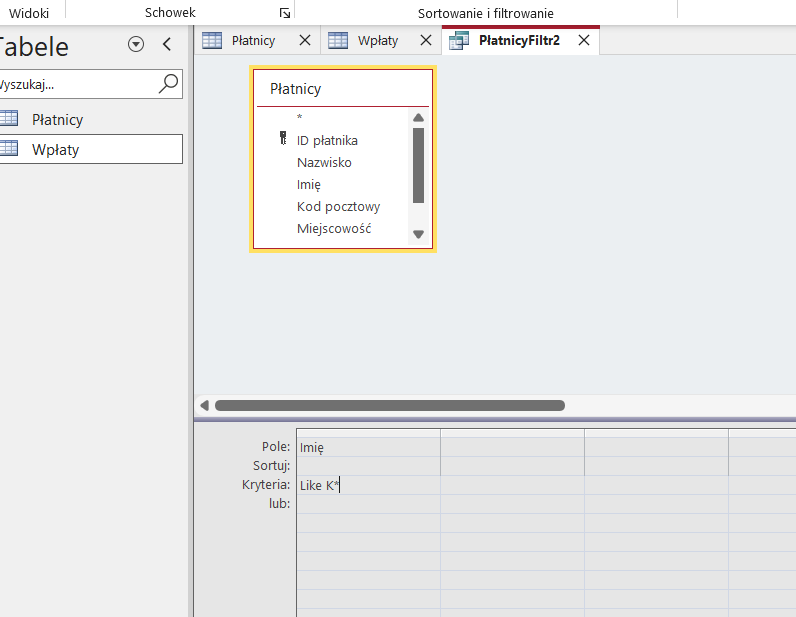 Widoki
Schowek
Sortowanie i filtrowanie
Tabele
Wyszukaj...
Płatnicy
Wpłaty
Płatnicy
Wpłaty
PłatnicyFiltr2
Płatnicy
*
ID płatnika
Nazwisko
Imię
Kod pocztowy
Miejscowość
Pole: Imię
Sortuj:
Kryteria: Like K*
lub: